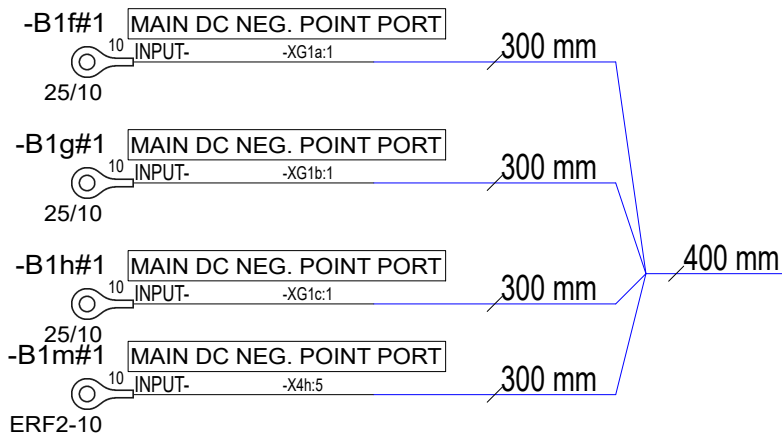 -B1f#1 MAIN DC NEG. POINT PORT
10 INPUT- -XG1a:1 300 mm
25/10
-B1g#1 MAIN DC NEG. POINT PORT
10 INPUT- -XG1b:1 300 mm
25/10
-B1h#1 MAIN DC NEG. POINT PORT
400 mm
10 INPUT- -XG1c:1 300 mm
25/10
-B1m#1 MAIN DC NEG. POINT PORT
10 INPUT- -X4h:5 300 mm
ERF2-10